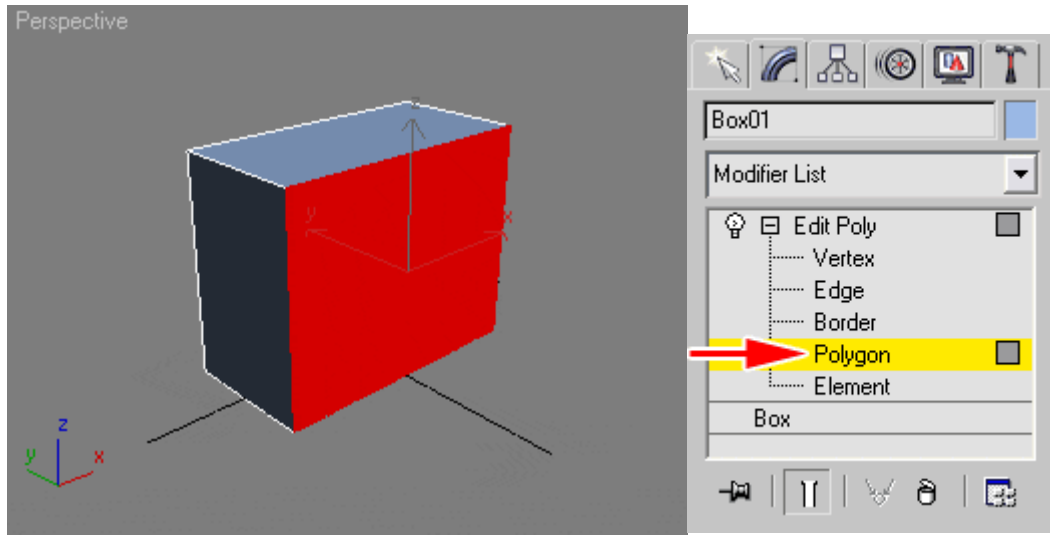 Perspective
z
y
x
z
y
x
Box01
Modifier List
Edit Poly
Vertex
Edge
Border
Polygon
Element
Box